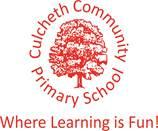 Culcheth Community
Primary School
Where Learning is Fun!